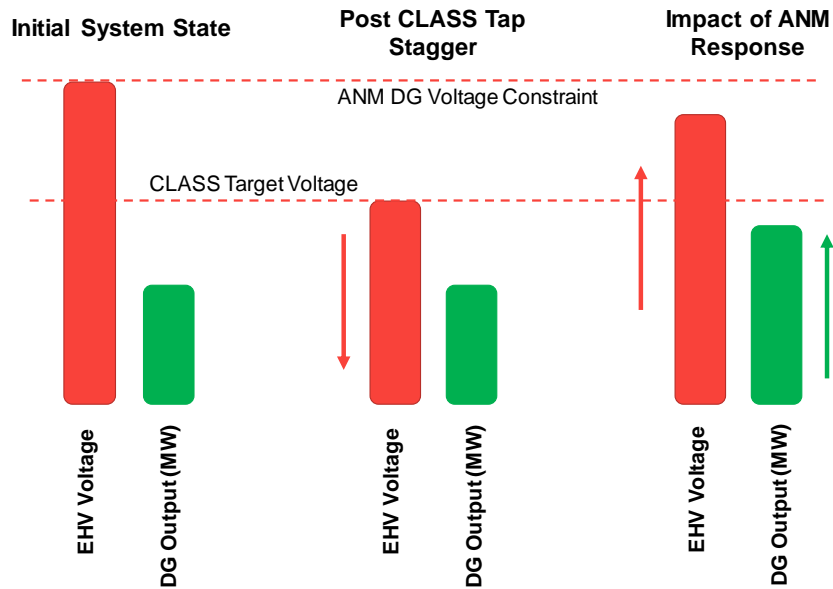 Initial System State
Post CLASS Tap
Stagger
Impact of ANM
Response
ANM DG Voltage Constraint
CLASS Target Voltage
EHV Voltage
DG Output (MW)
EHV Voltage
DG Output (MW)
EHV Voltage
DG Output (MW)